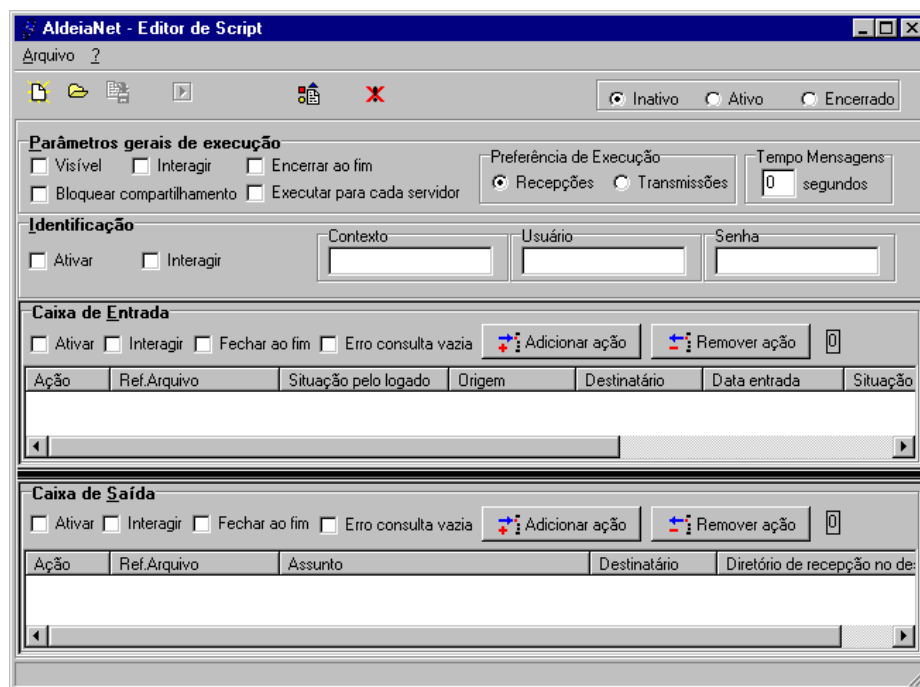 AldeiaNet - Editor de Script
Arquivo ?
Inativo Ativo Encerrado
Parâmetros gerais de execução
Visível Interagir Encerrar ao fim
Bloquear compartilhamento Executar para cada servidor
Preferência de Execução
Recepções Transmissões
Tempo Mensagens
0 segundos
Identificação
Ativar Interagir
Contexto
Usuário
Senha
Caixa de Entrada
Ativar Interagir Fechar ao fim Erro consulta vazia Adicionar ação Remover ação 0
Ação Ref.Arquivo Situação pelo logado Origem Destinatário Data entrada Situação
Caixa de Saída
Ativar Interagir Fechar ao fim Erro consulta vazia Adicionar ação Remover ação 0
Ação Ref.Arquivo Assunto Destinatário Diretório de recepção no de